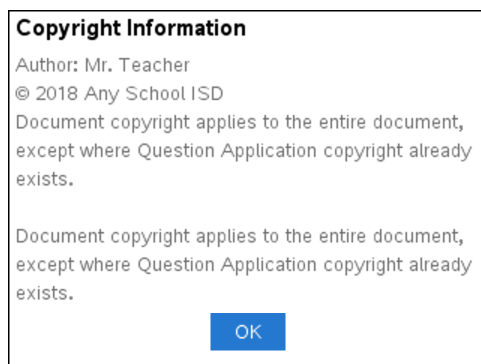 Copyright Information
Author: Mr. Teacher
© 2018 Any School ISD
Document copyright applies to the entire document,
except where Question Application copyright already
exists.
Document copyright applies to the entire document,
except where Question Application copyright already
exists.
OK